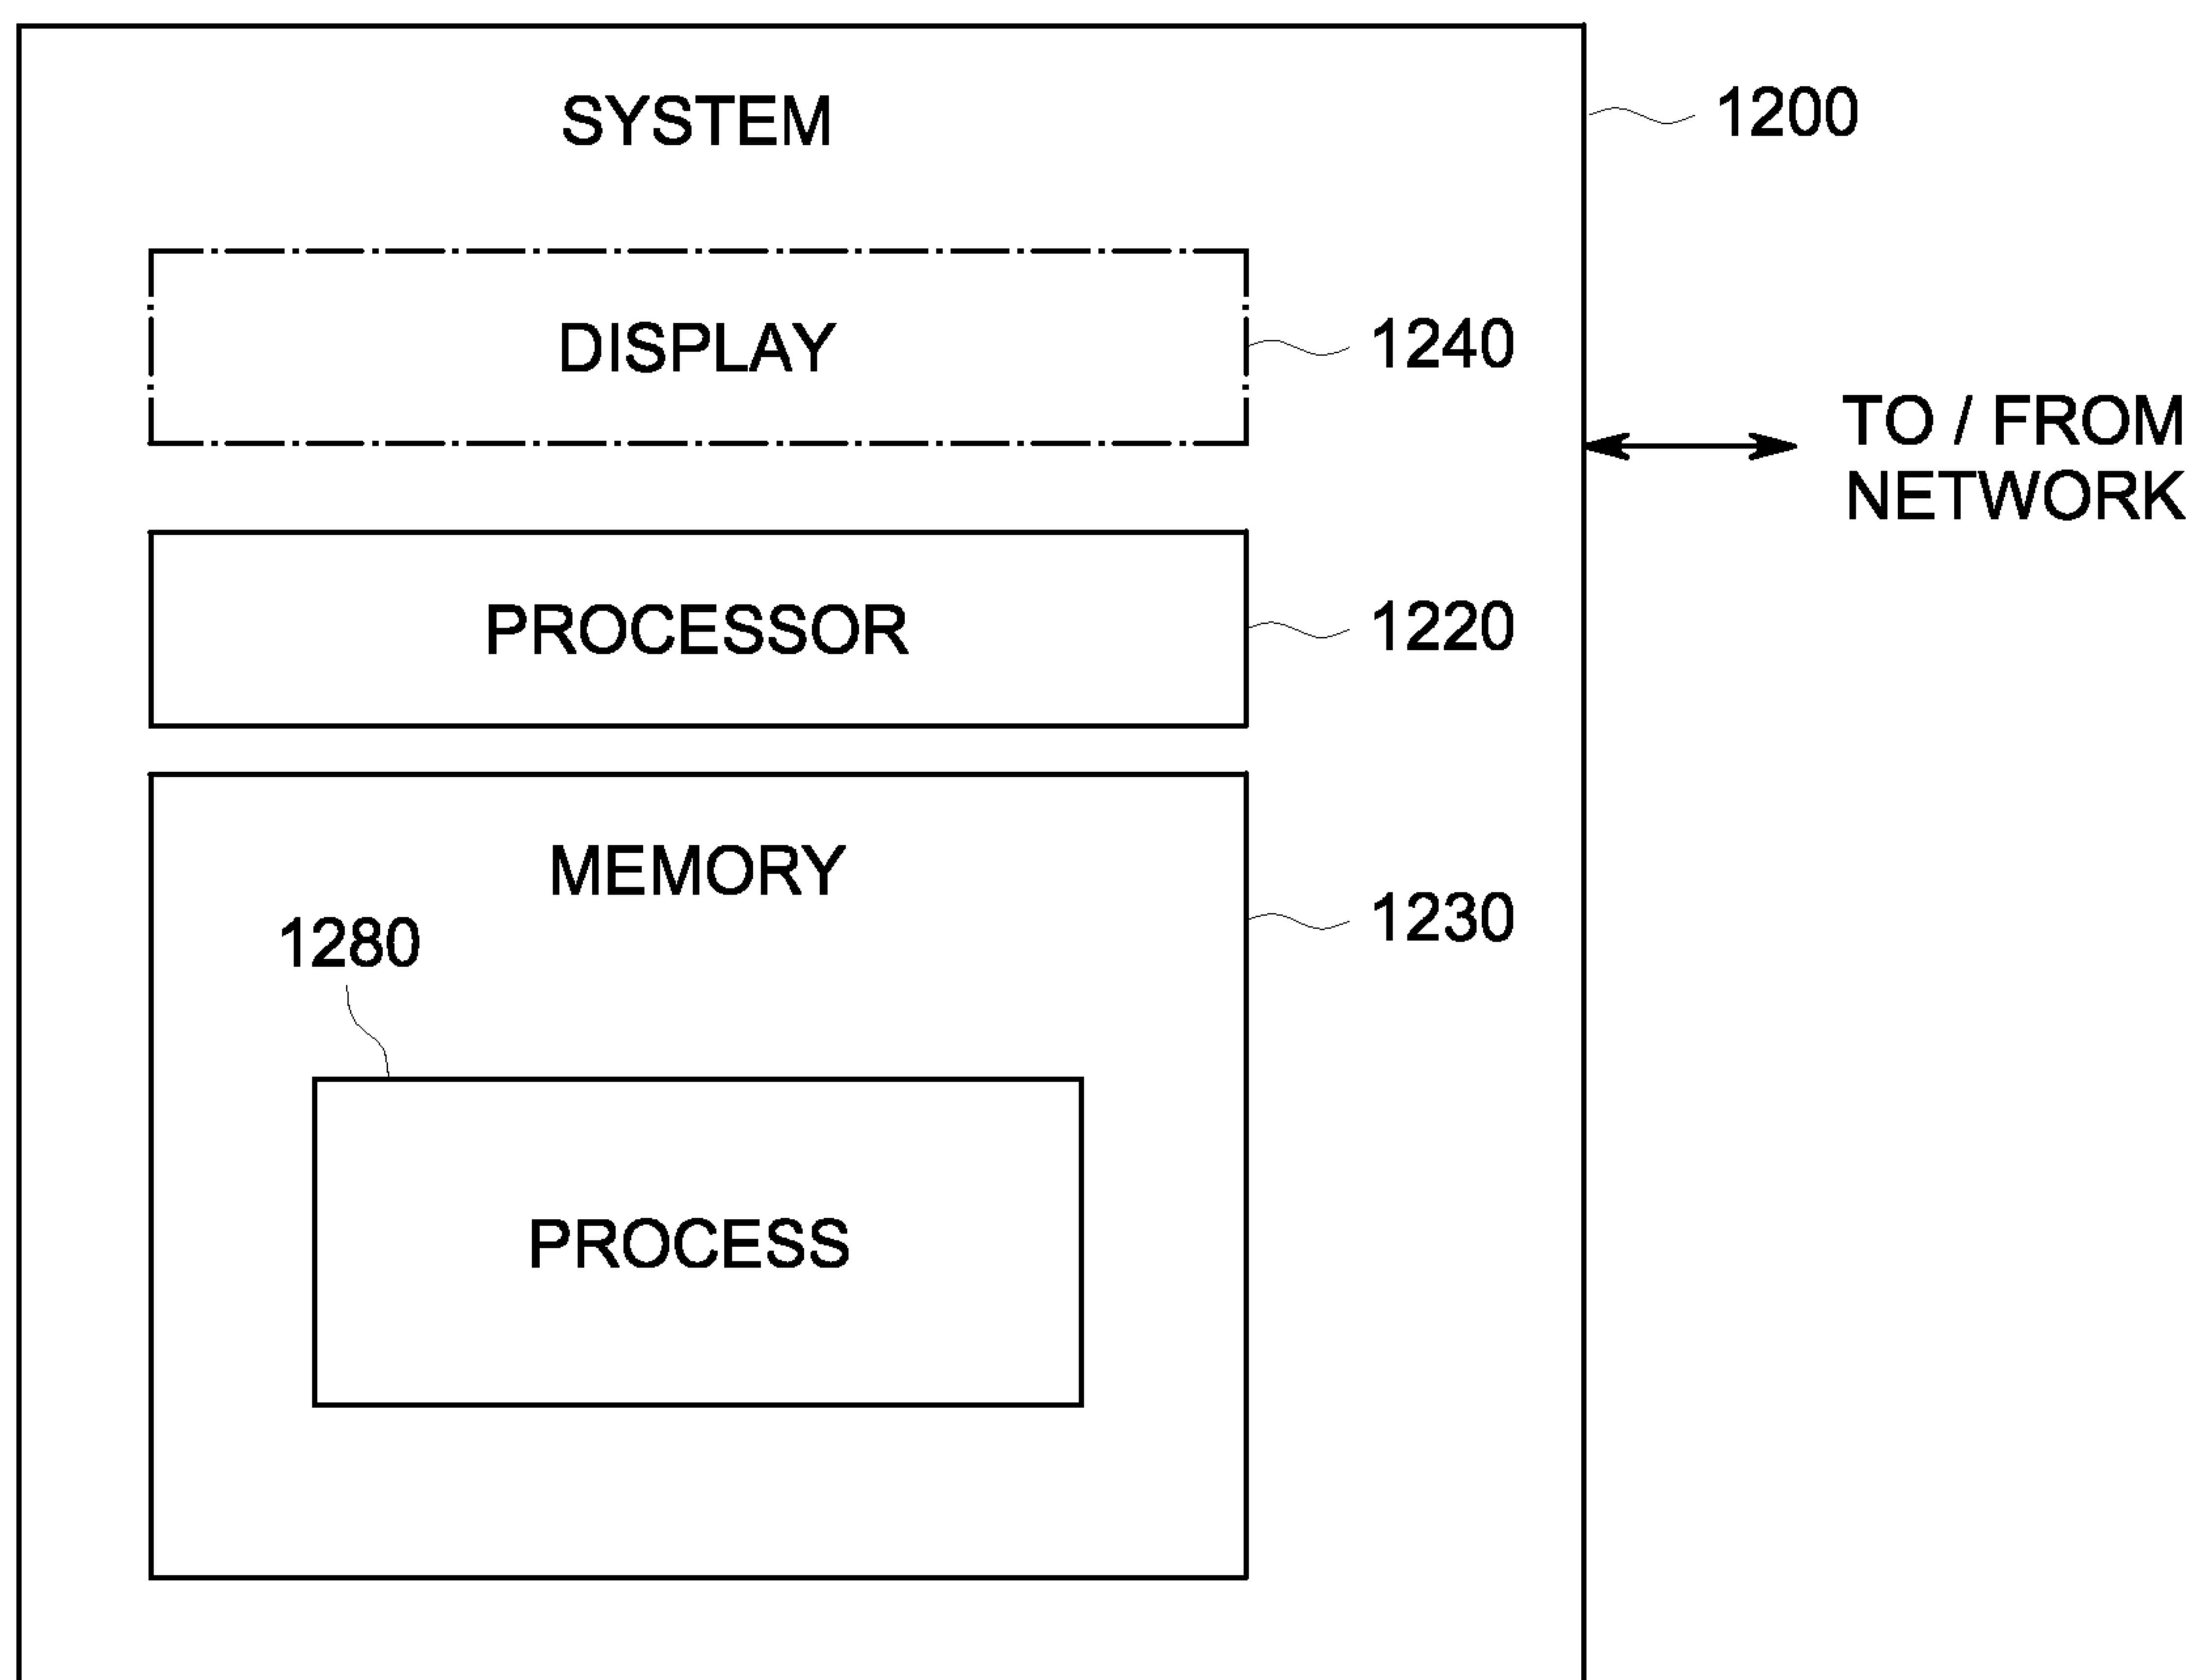 SYSTEM
1200
DISPLAY
1240
TO / FROM
NETWORK
PROCESSOR
1220
MEMORY
1230
1280
PROCESS